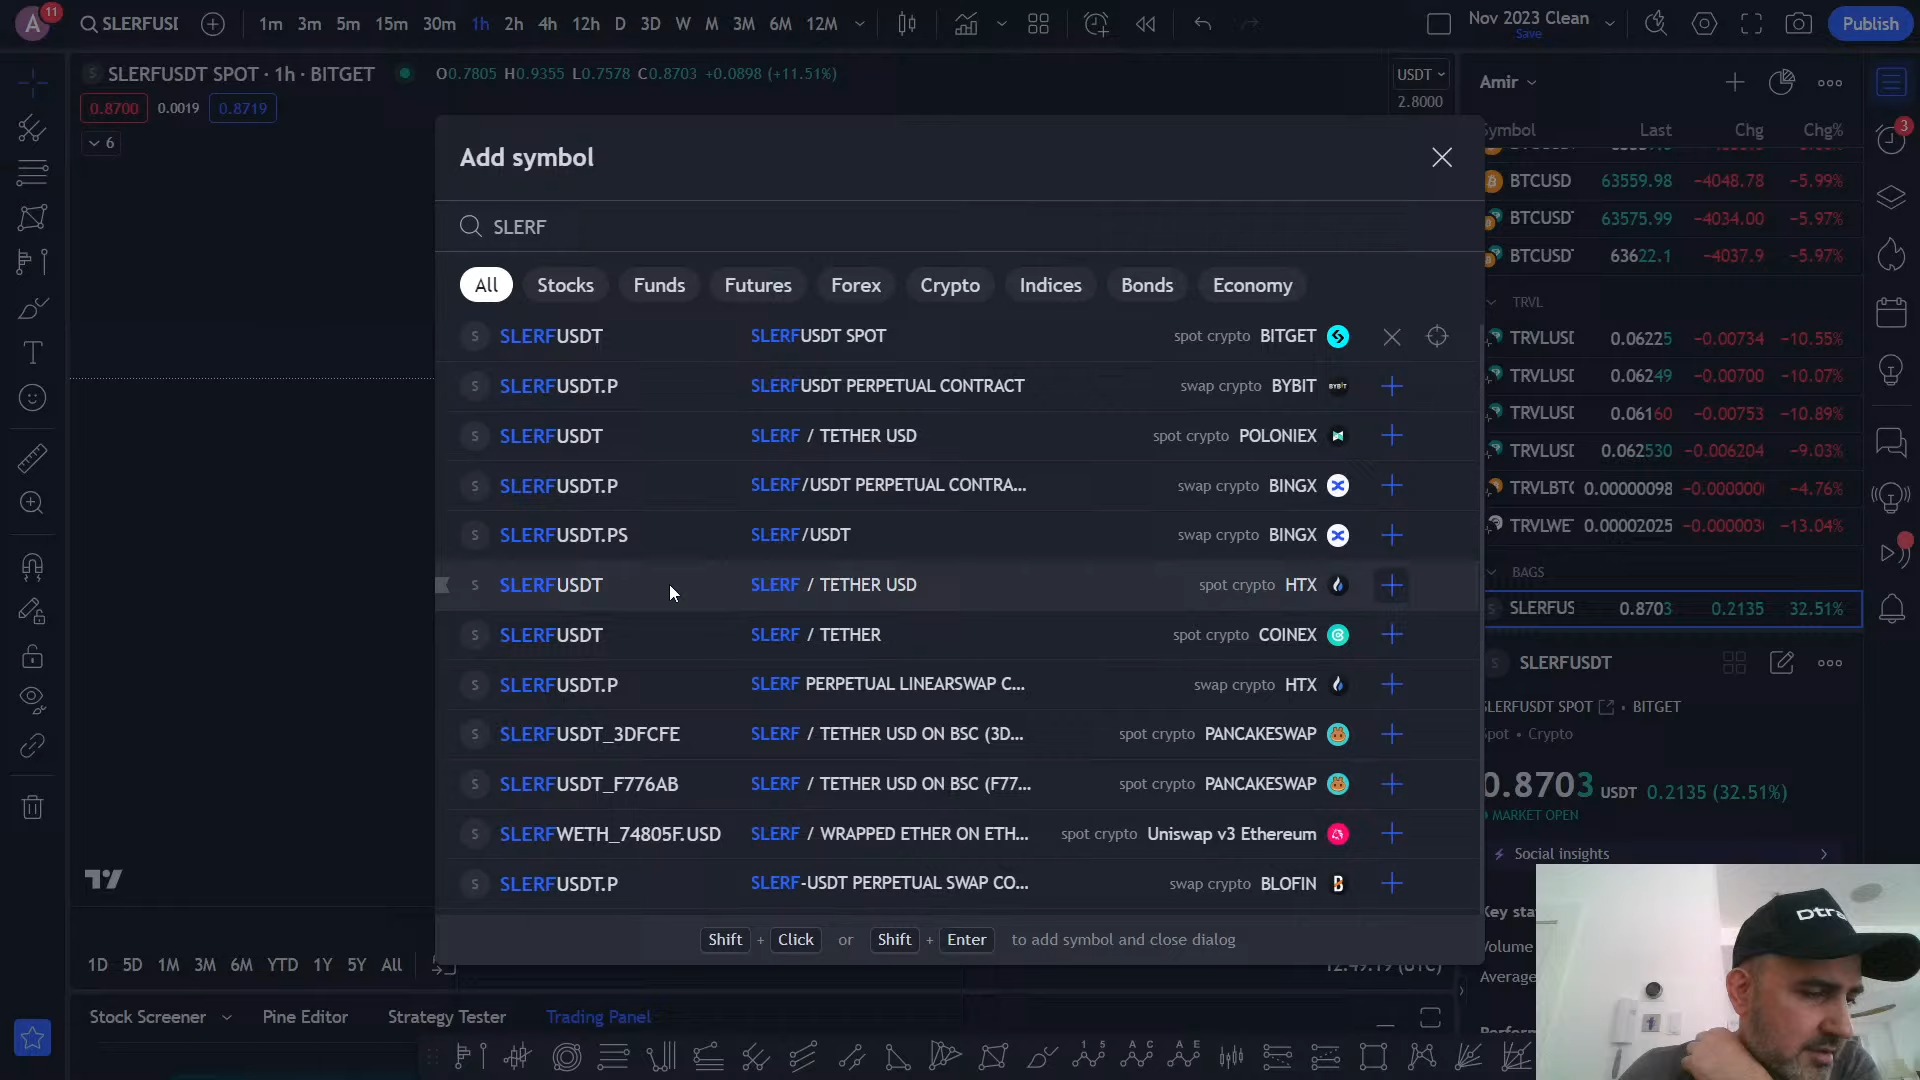 A
11
SLERFUSI
1m 3m 5m 15m 30m 1h 2h 4h 12h D 3D W M 3M 6M 12M
Nov 2023 Clean
Save
Publish
SLERFUSDT SPOT · 1h · BITGET
O0.7805 H0.9355 L0.7578 C0.8703 +0.0898 (+11.51%)
0.8700 0.0019 0.8719
6
USDT
2.8000
Add symbol
SLERF
All Stocks Funds Futures Forex Crypto Indices Bonds Economy
S SLERFUSDT SLERFUSDT SPOT spot crypto BITGET
S SLERFUSDT.P SLERFUSDT PERPETUAL CONTRACT swap crypto BYBIT
S SLERFUSDT SLERF / TETHER USD spot crypto POLONIEX
S SLERFUSDT.P SLERF/USDT PERPETUAL CONTRA... swap crypto BINGX
S SLERFUSDT.PS SLERF/USDT swap crypto BINGX
S SLERFUSDT SLERF / TETHER USD spot crypto HTX
S SLERFUSDT SLERF / TETHER spot crypto COINEX
S SLERFUSDT.P SLERF PERPETUAL LINEARSWAP C... swap crypto HTX
S SLERFUSDT_3DFCFE SLERF / TETHER USD ON BSC (3D... spot crypto PANCAKESWAP
S SLERFUSDT_F776AB SLERF / TETHER USD ON BSC (F77... spot crypto PANCAKESWAP
S SLERFWETH_74805F.USD SLERF / WRAPPED ETHER ON ETH... spot crypto Uniswap v3 Ethereum
S SLERFUSDT.P SLERF-USDT PERPETUAL SWAP CO... swap crypto BLOFIN
Shift + Click or Shift + Enter to add symbol and close dialog
Amir
Symbol Last Chg Chg%
BTCUSD 63559.98 −4048.78 −5.99%
BTCUSD 63575.99 −4034.00 −5.97%
BTCUSD 63622.1 −4037.9 −5.97%
TRVL
TRVLUSI 0.06225 −0.00734 −10.55%
TRVLUSI 0.06249 −0.00700 −10.07%
TRVLUSI 0.06160 −0.00753 −10.89%
TRVLUSI 0.062530 −0.006204 −9.03%
TRVLBT 0.00000098 −0.0000000 −4.76%
TRVLWE 0.00002025 −0.000003 −13.04%
BAGS
SLERFUS 0.8703 0.2135 32.51%
SLERFUSDT
SLERFUSDT SPOT • BITGET
Spot • Crypto
0.8703 USDT 0.2135 (32.51%)
MARKET OPEN
Social insights
Key sta
Volume
Average
3
1D 5D 1M 3M 6M YTD 1Y 5Y All
12:49:19 (UTC)
Stock Screener Pine Editor Strategy Tester Trading Panel
Dtra